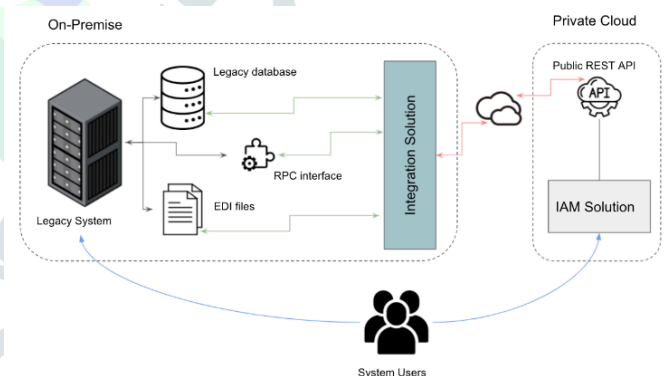 On-Premise
Private Cloud
Legacy database
Public REST API
API
Integration Solution
RPC interface
EDI files
IAM Solution
Legacy System
System Users